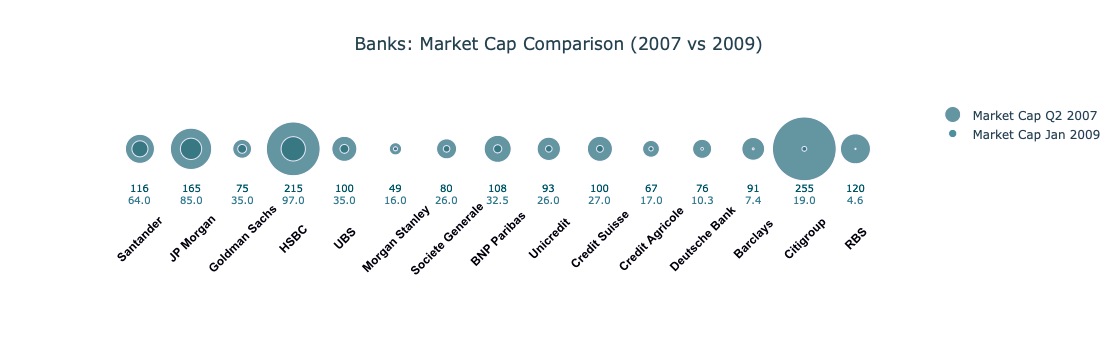 Banks: Market Cap Comparison (2007 vs 2009)
Market Cap Q2 2007
Market Cap Jan 2009
116 165 75 215 100 49 80 108 93 100 67 76 91 255 120
64.0 85.0 35.0 97.0 35.0 16.0 26.0 32.5 26.0 27.0 17.0 10.3 7.4 19.0 4.6
Santander
JP Morgan
Goldman Sachs
HSBC
UBS
Morgan Stanley
Societe Generale
BNP Paribas
Unicredit
Credit Suisse
Credit Agricole
Deutsche Bank
Barclays
Citigroup
RBS